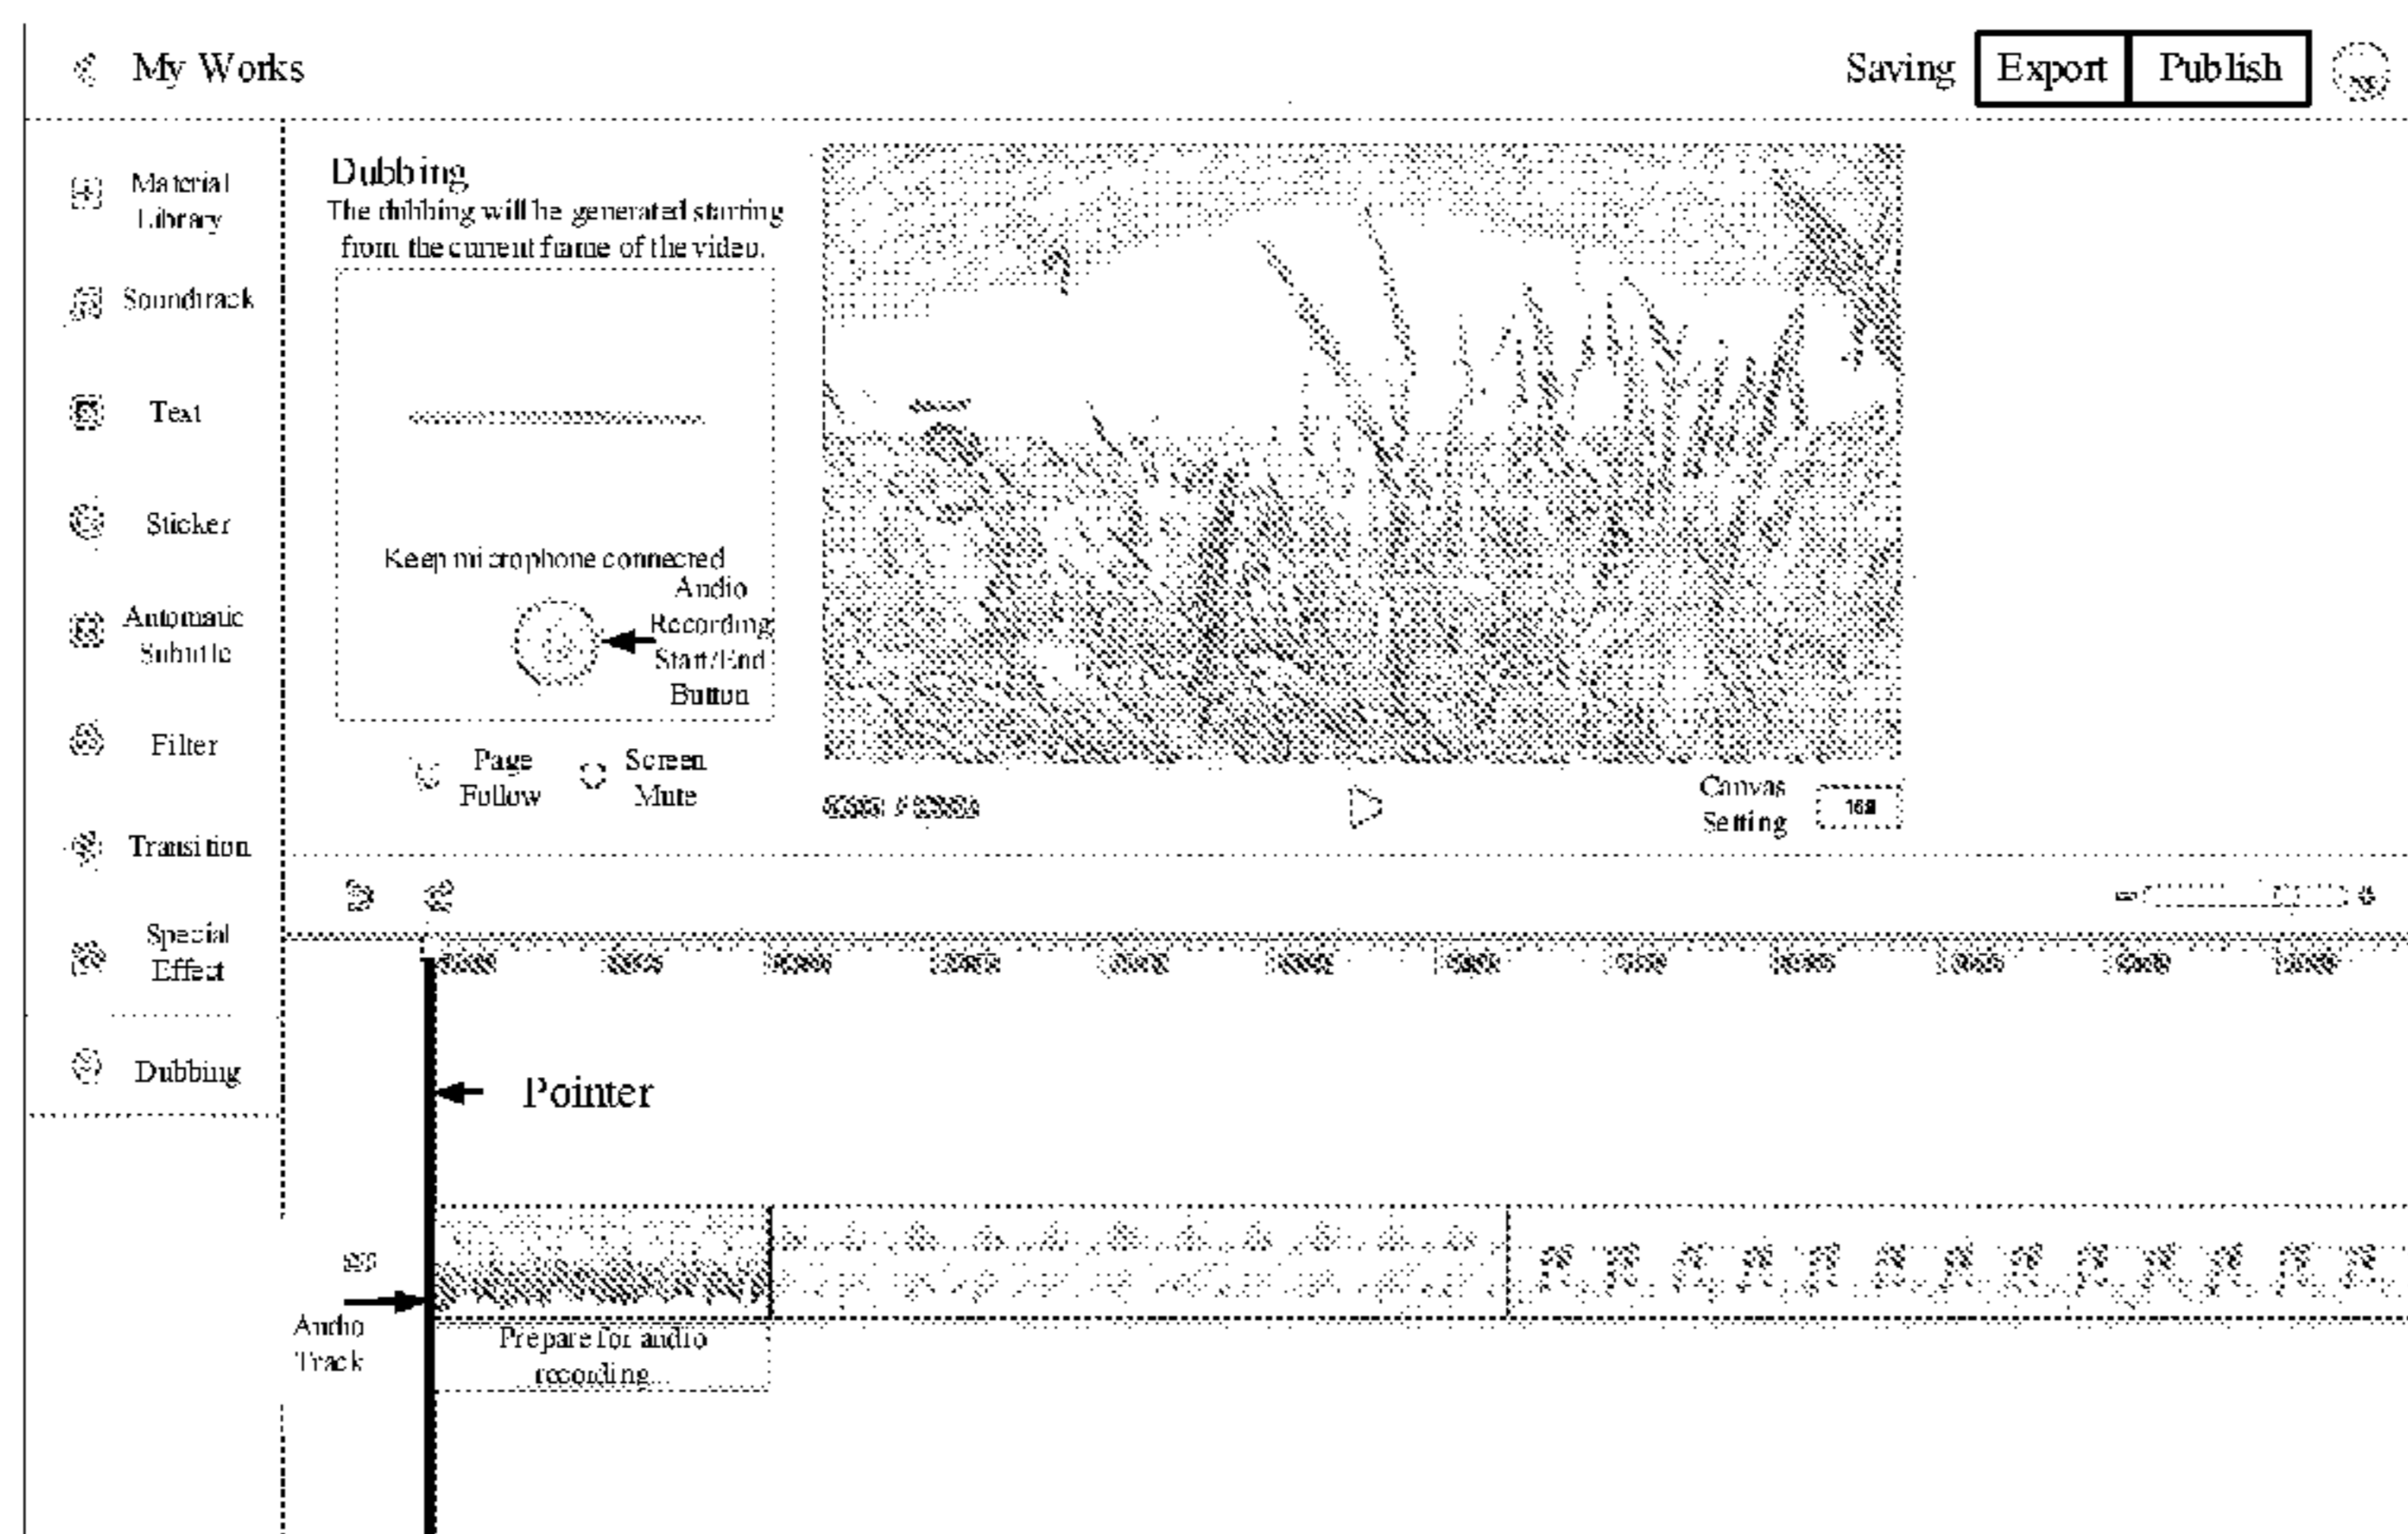 My Works
Saving
Export
Publish
Material
Library
Soundtrack
Text
Sticker
Automatic
Subtitle
Filter
Transition
Special
Effect
Dubbing
Dubbing
The dubbing will be generated starting
from the current frame of the video.
Keep microphone connected
Audio
Recording
Start/End
Button
Page
Follow
Screen
Mute
Canvas
Setting
Pointer
Audio
Track
Prepare for audio
recording...